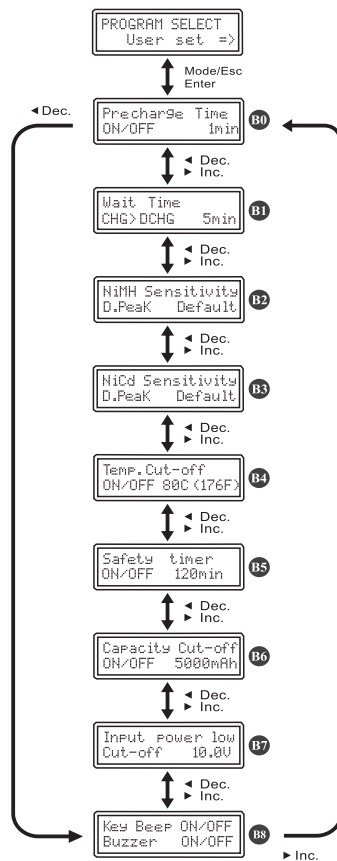 PROGRAM SELECT
User set =>
Mode/Esc
Enter
◄ Dec.
Precharge Time
ON/OFF 1min
B0
◄ Dec.
► Inc.
Wait Time
CHG>DCHG 5min
B1
◄ Dec.
► Inc.
NiMH Sensitivity
D.Peak Default
B2
◄ Dec.
► Inc.
NiCd Sensitivity
D.Peak Default
B3
◄ Dec.
► Inc.
Temp.Cut-off
ON/OFF 80C(176F)
B4
◄ Dec.
► Inc.
Safety timer
ON/OFF 120min
B5
◄ Dec.
► Inc.
Capacity Cut-off
ON/OFF 5000mAh
B6
◄ Dec.
► Inc.
Input power low
Cut-off 10.0V
B7
◄ Dec.
► Inc.
Key Beep ON/OFF
Buzzer ON/OFF
B8
► Inc.